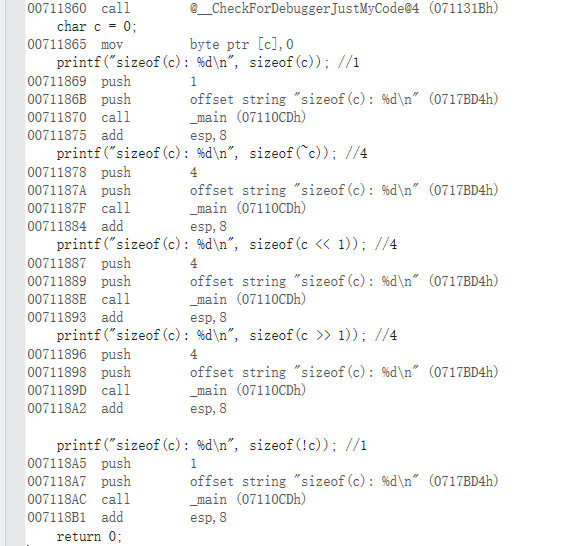 00711860 call @__CheckForDebuggerJustMyCode@4 (071131Bh)
char c = 0;
00711865 mov byte ptr [c],0
printf("sizeof(c): %d\n", sizeof(c)); //1
00711869 push 1
0071186B push offset string "sizeof(c): %d\n" (0717BD4h)
00711870 call _main (07110CDh)
00711875 add esp,8
printf("sizeof(c): %d\n", sizeof(~c)); //4
00711878 push 4
0071187A push offset string "sizeof(c): %d\n" (0717BD4h)
0071187F call _main (07110CDh)
00711884 add esp,8
printf("sizeof(c): %d\n", sizeof(c << 1)); //4
00711887 push 4
00711889 push offset string "sizeof(c): %d\n" (0717BD4h)
0071188E call _main (07110CDh)
00711893 add esp,8
printf("sizeof(c): %d\n", sizeof(c >> 1)); //4
00711896 push 4
00711898 push offset string "sizeof(c): %d\n" (0717BD4h)
0071189D call _main (07110CDh)
007118A2 add esp,8
printf("sizeof(c): %d\n", sizeof(!c)); //1
007118A5 push 1
007118A7 push offset string "sizeof(c): %d\n" (0717BD4h)
007118AC call _main (07110CDh)
007118B1 add esp,8
return 0;